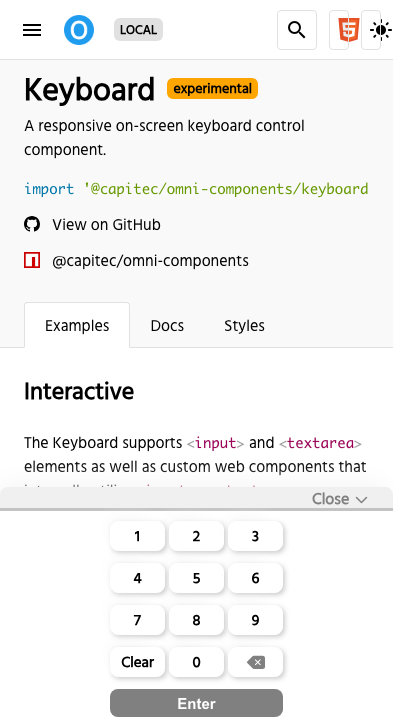 LOCAL
Keyboard experimental
A responsive on-screen keyboard control
component.
import '@capitec/omni-components/keyboard
View on GitHub
@capitec/omni-components
Examples Docs Styles
Interactive
The Keyboard supports <input> and <textarea>
elements as well as custom web components that
Close
1 2 3
4 5 6
7 8 9
Clear 0
Enter